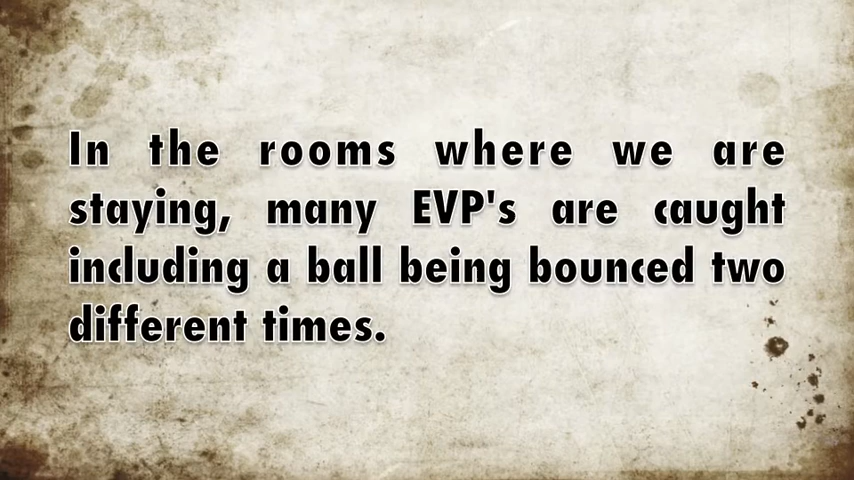 In the rooms where we are
staying, many EVP's are caught
including a ball being bounced two
different times.